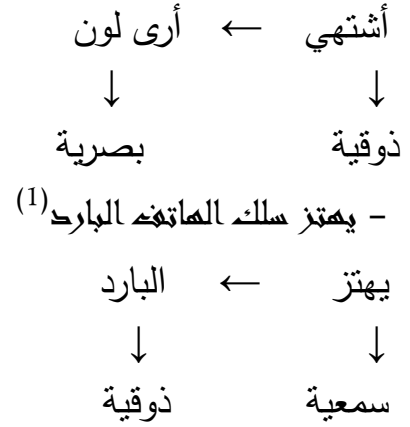 أشتهي ← أرى لون
↓ ↓
ذوقية بصرية
- يهتز سلك الهاتف البارد(1)
يهتز ← البارد
↓ ↓
سمعية ذوقية